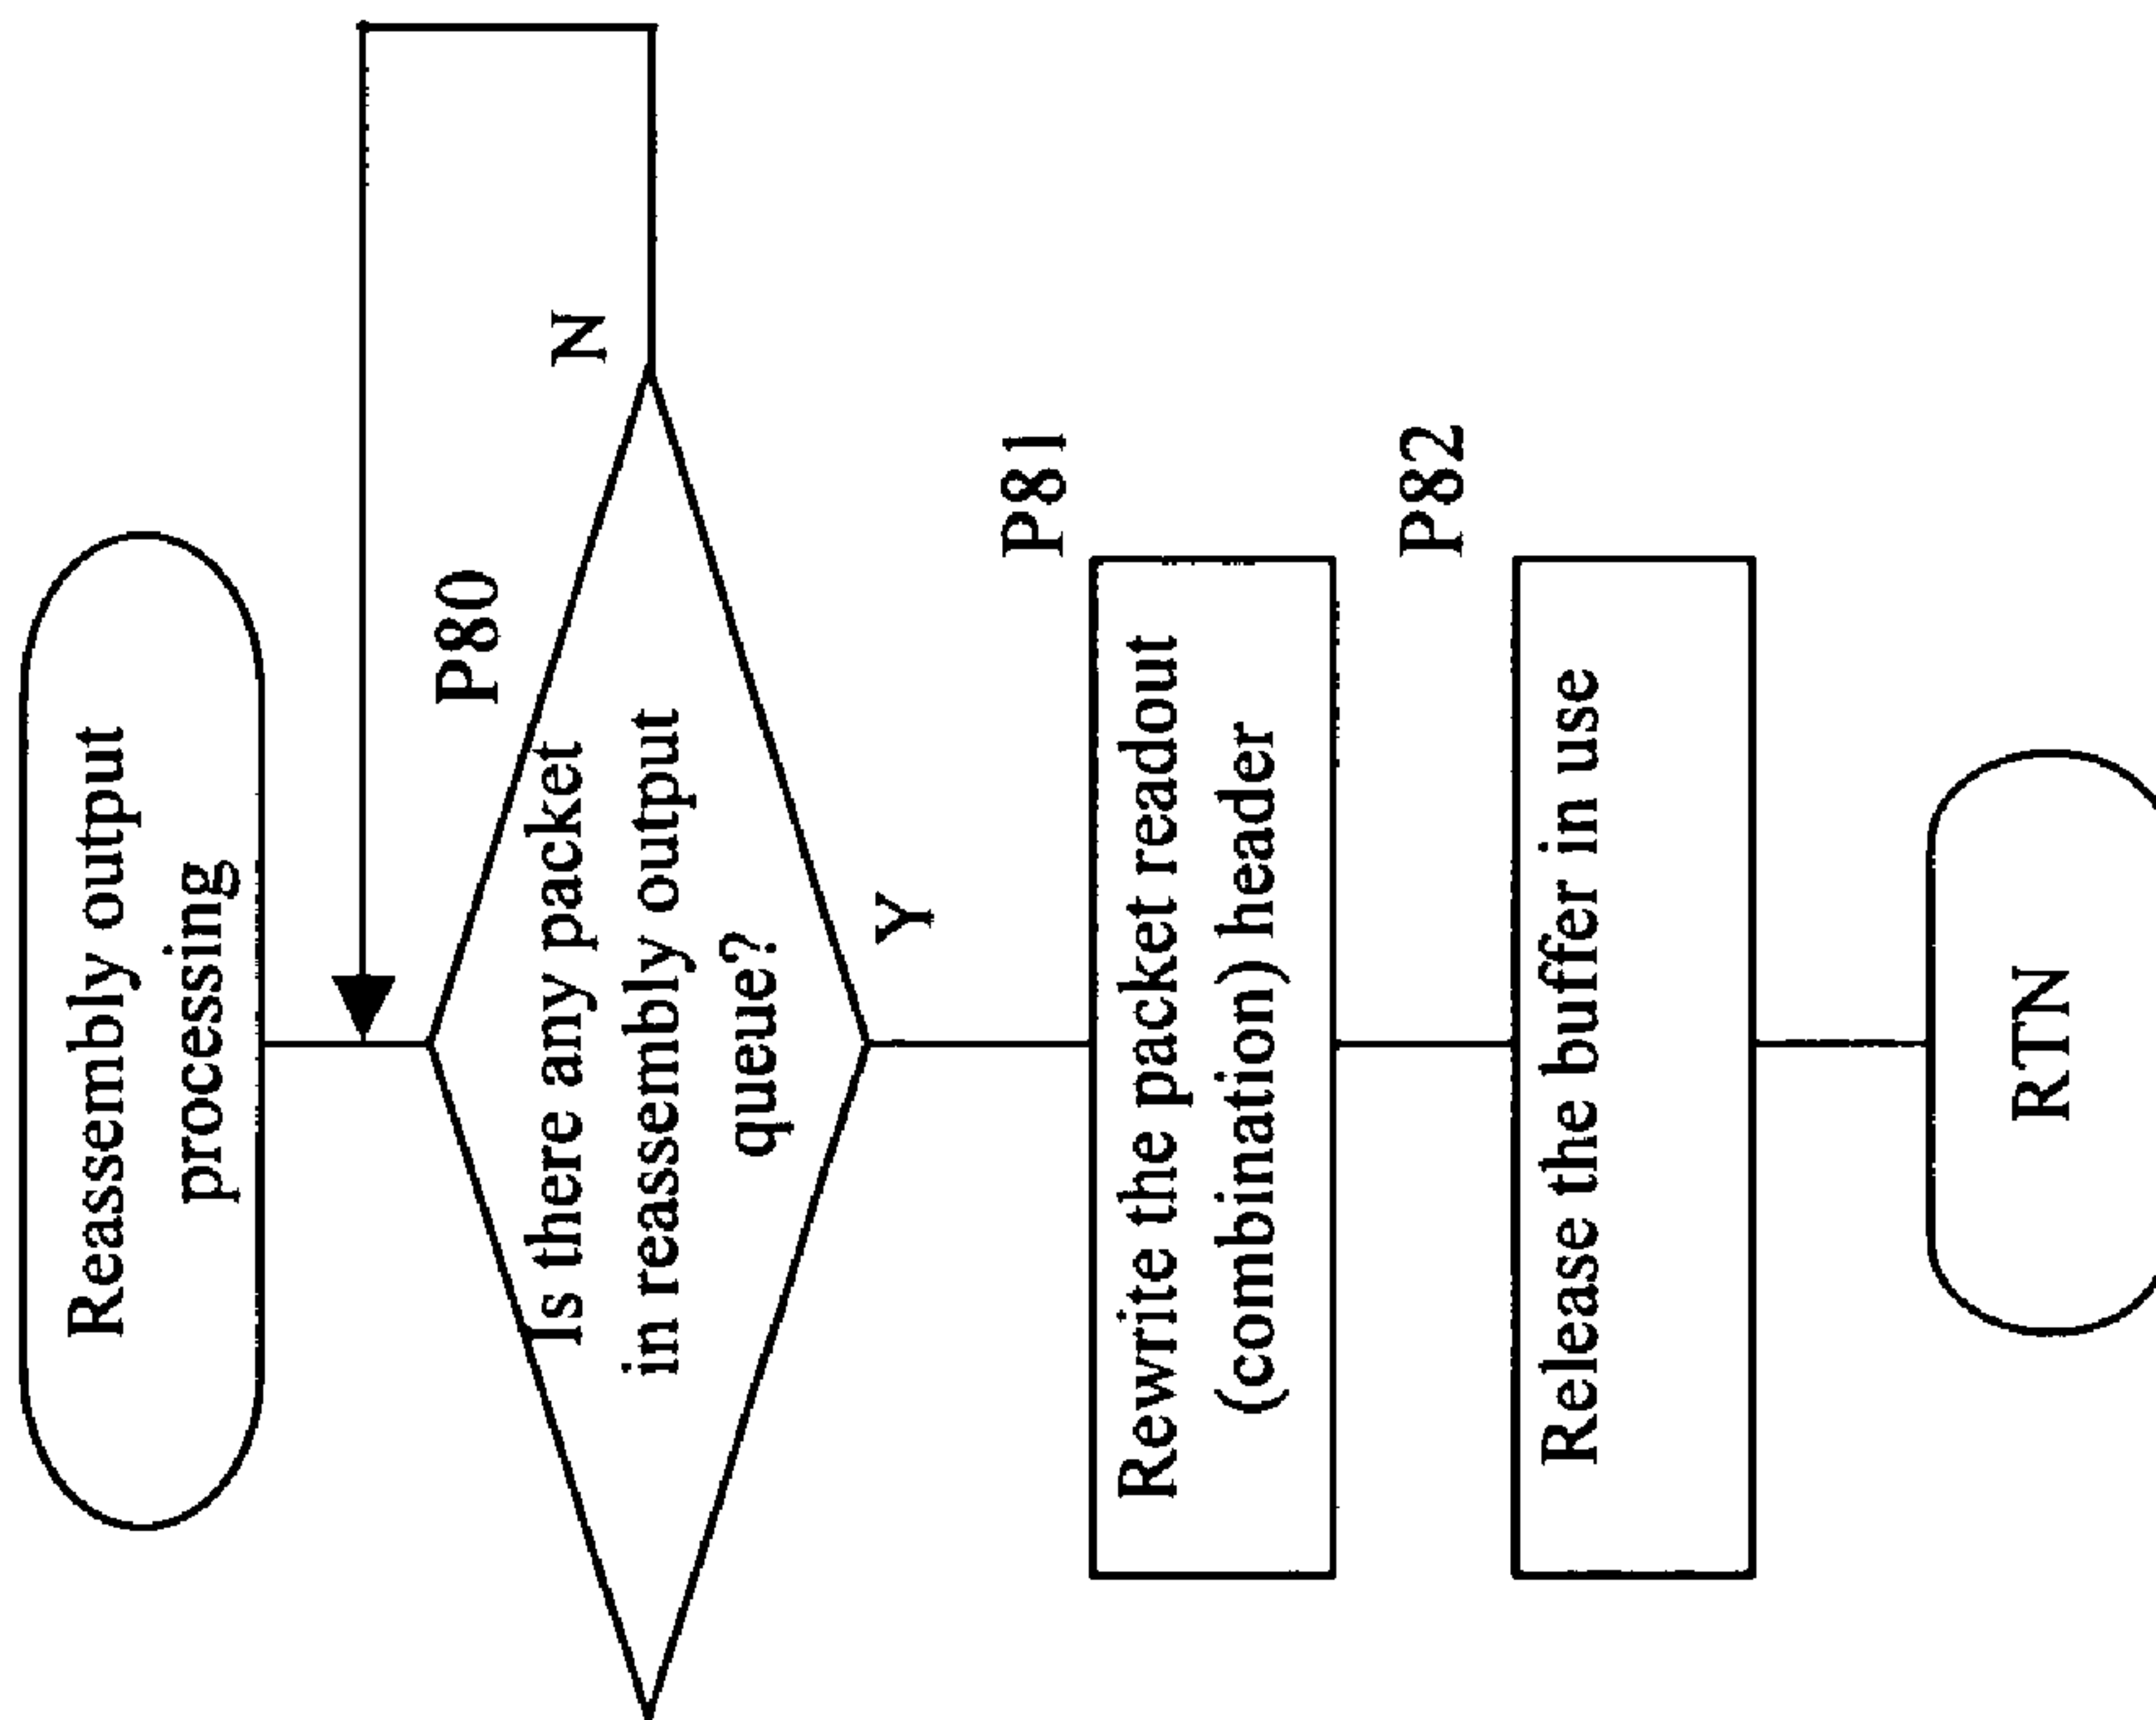 Reassembly output
processing
P80
Is there any packet
in reassembly output
queue?
N
Y
P81
Rewrite the packet readout
(combination) header
P82
Release the buffer in use
RTN